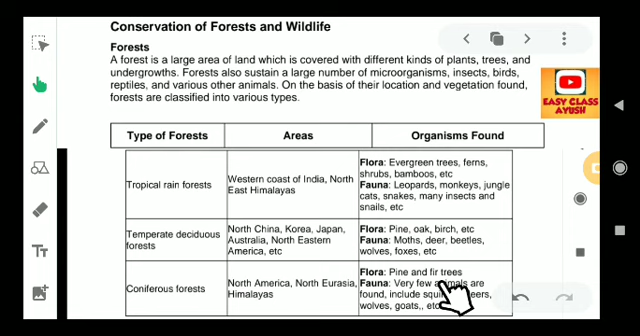 Conservation of Forests and Wildlife
Forests
A forest is a large area of land which is covered with different kinds of plants, trees, and
undergrowths. Forests also sustain a large number of microorganisms, insects, birds,
reptiles, and various other animals. On the basis of their location and vegetation found,
forests are classified into various types.
EASY CLASS
AYUSH
Type of Forests Areas Organisms Found
Tropical rain forests
Western coast of India, North
East Himalayas
Flora: Evergreen trees, ferns,
shrubs, bamboos, etc
Fauna: Leopards, monkeys, jungle
cats, snakes, many insects and
snails, etc
Temperate deciduous
forests
North China, Korea, Japan,
Australia, North Eastern
America, etc
Flora: Pine, oak, birch, etc
Fauna: Moths, deer, beetles,
wolves, foxes, etc
Coniferous forests
North America, North Eurasia,
Himalayas
Flora: Pine and fir trees
Fauna: Very few animals are
found, include
wolves, goats,, etc
Tт